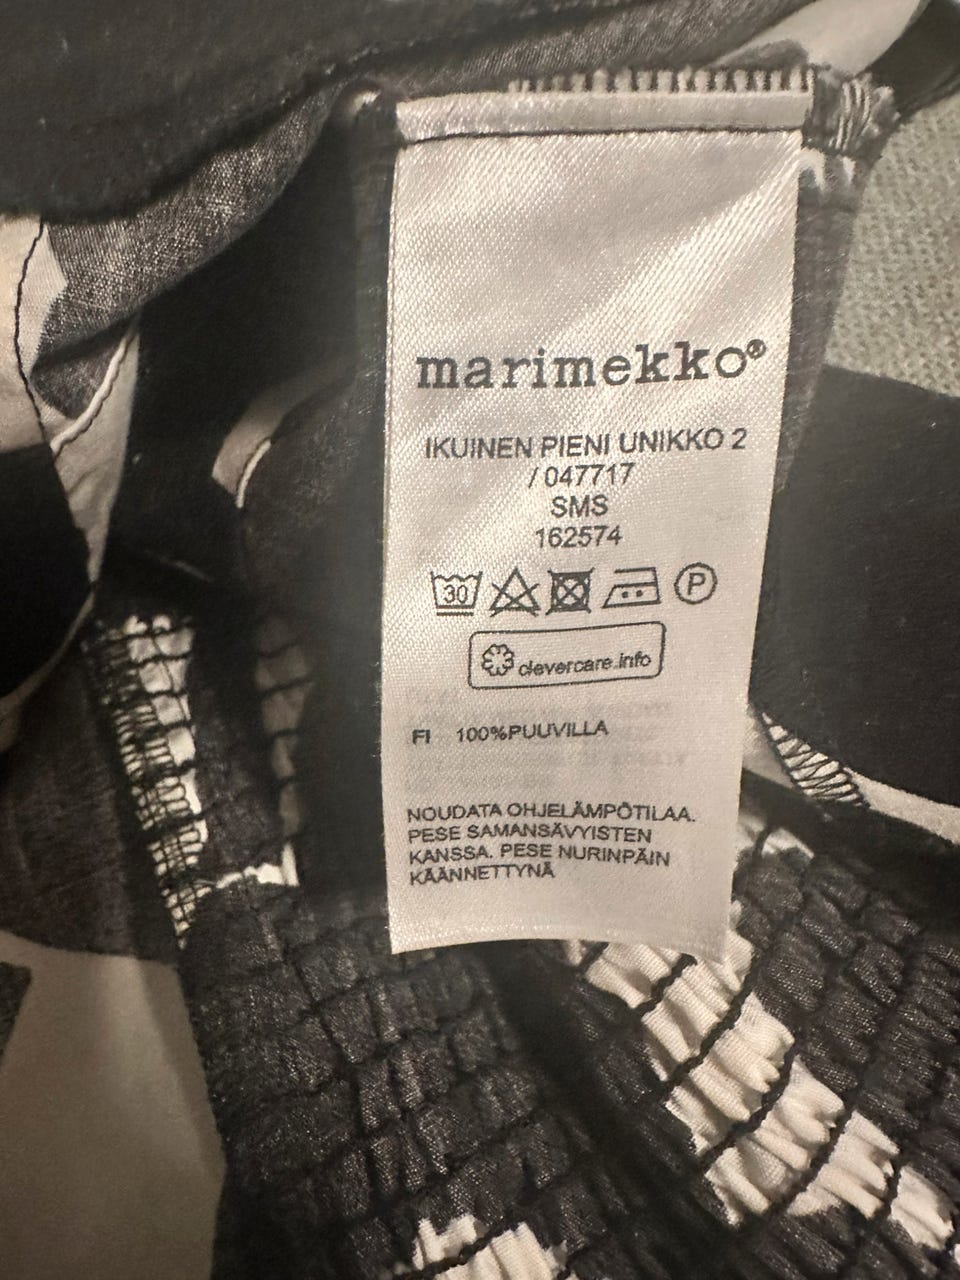 marimekko®
IKUINEN PIENI UNIKKO 2
/ 047717
SMS
162574
30 P
clevercare.info
FI 100%PUUVILLA
NOUDATA OHJELÄMPÖTILAA.
PESE SAMANSÄVYISTEN
KANSSA. PESE NURINPÄIN
KÄÄNNETTYNÄ